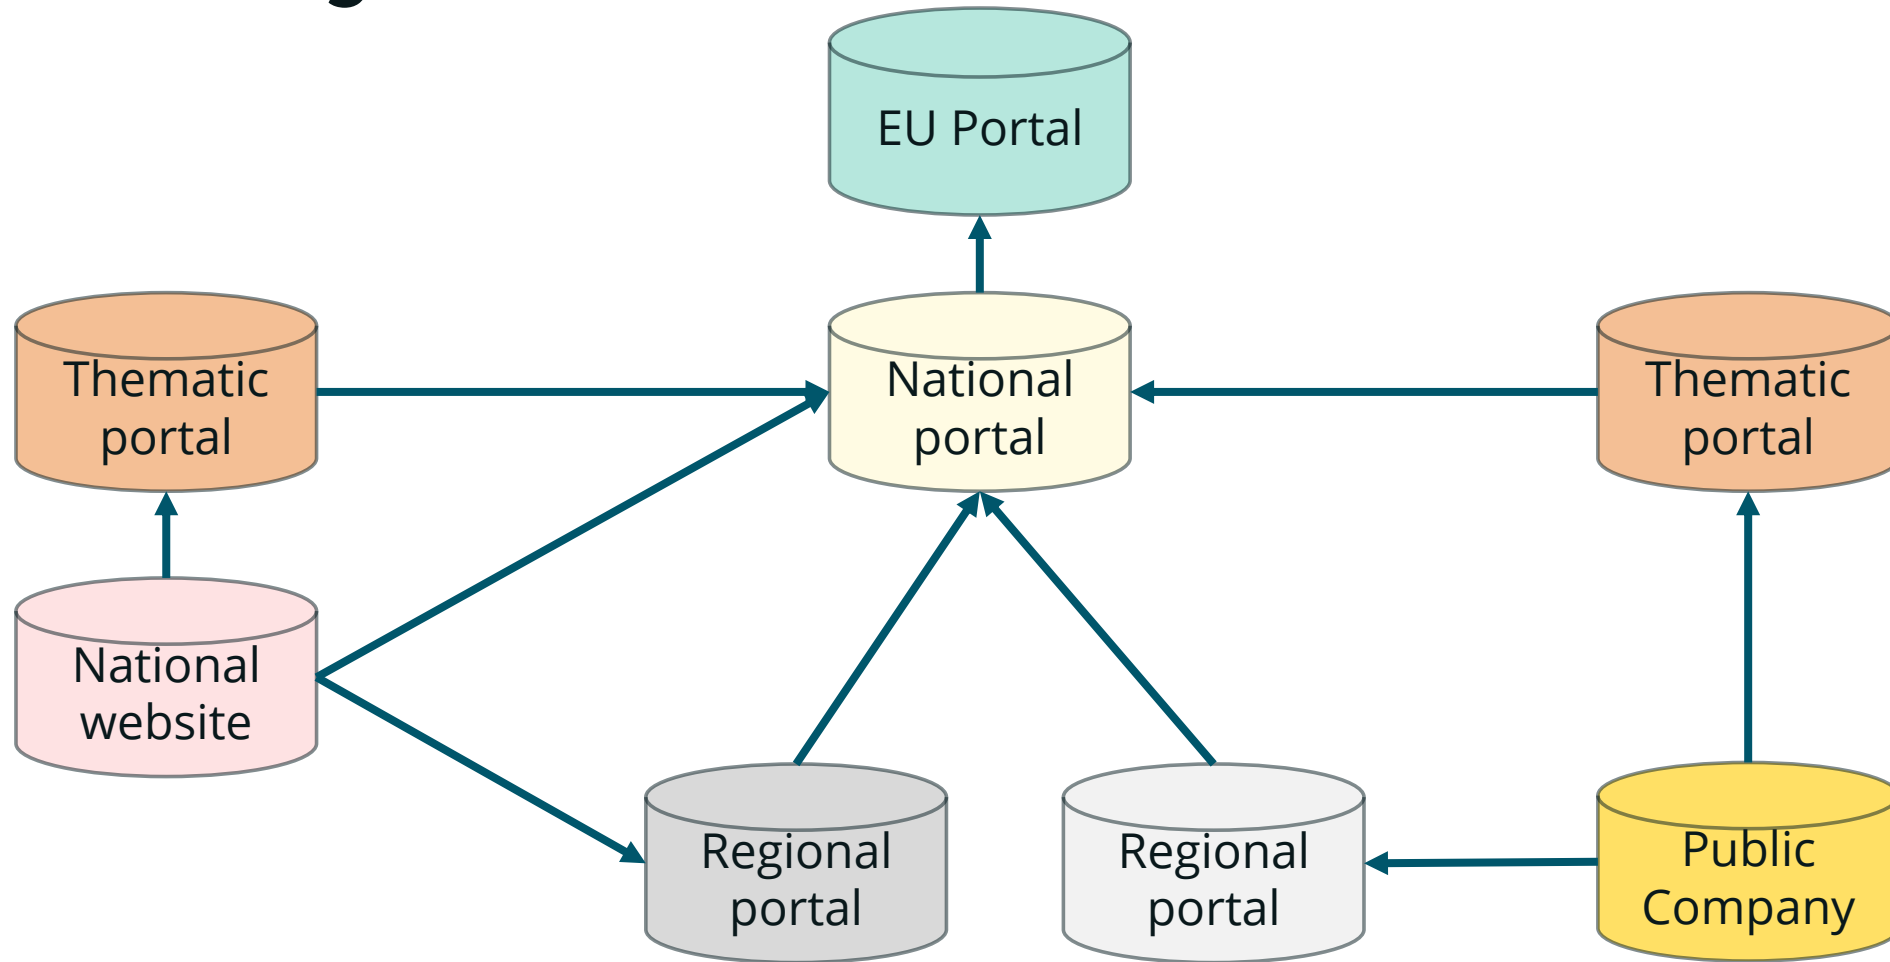 EU Portal
Thematic
portal
National
portal
Thematic
portal
National
website
Regional
portal
Regional
portal
Public
Company